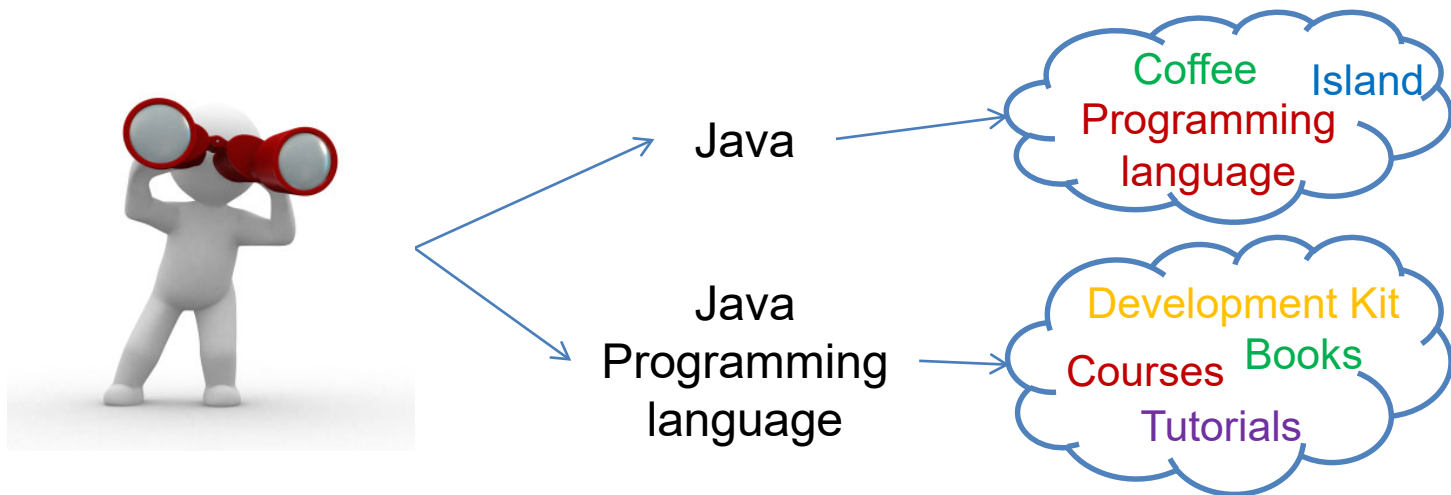 Java
Coffee
Island
Programming
language
Java
Programming
language
Development Kit
Books
Courses
Tutorials